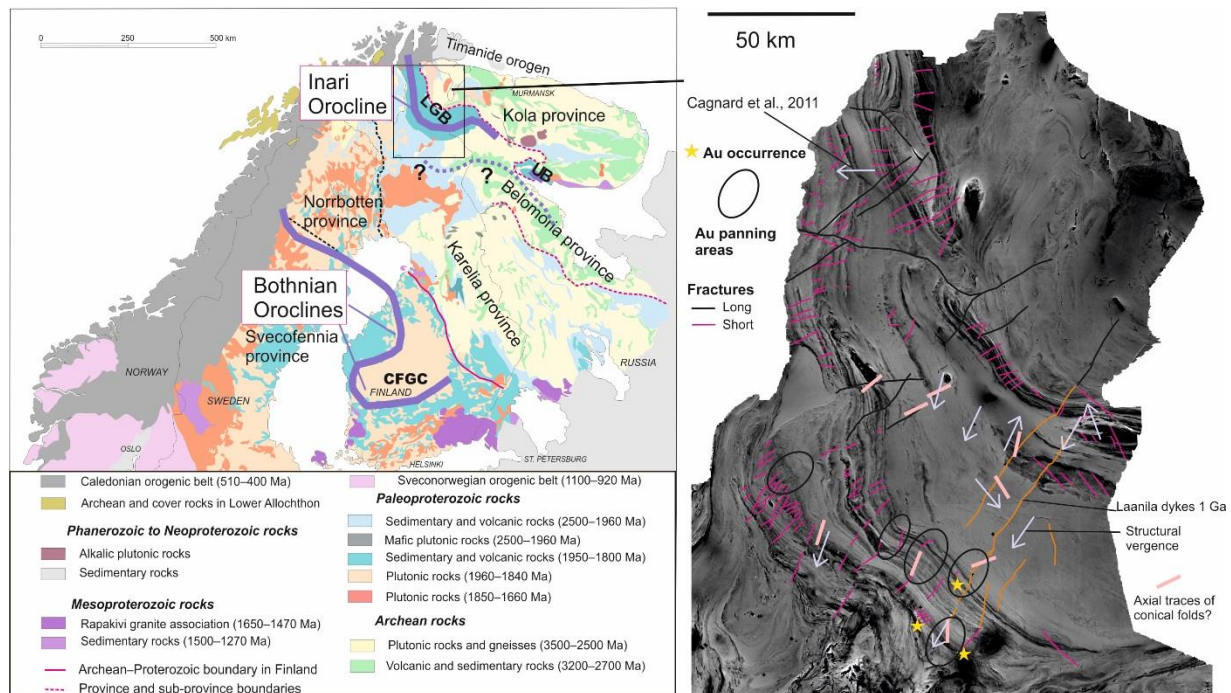 0
250
500 km
Timanide orogen
MURMANSK
Inari
Orocline
LGB
Kola province
UB
?
?
Belomoria province
Norrbotten
province
Karelia province
Bothnian
Oroclines
Svecofennia
province
RUSSIA
NORWAY
CFGC
FINLAND
SWEDEN
OSLO
HELSINKI
ST. PETERSBURG
Caledonian orogenic belt (510–400 Ma)
Archean and cover rocks in Lower Allochthon
Phanerozoic to Neoproterozoic rocks
Alkalic plutonic rocks
Sedimentary rocks
Mesoproterozoic rocks
Rapakivi granite association (1650–1470 Ma)
Sedimentary rocks (1500–1270 Ma)
Archean–Proterozoic boundary in Finland
Province and sub-province boundaries
Sveconorwegian orogenic belt (1100–920 Ma)
Paleoproterozoic rocks
Sedimentary and volcanic rocks (2500–1960 Ma)
Mafic plutonic rocks (2500–1960 Ma)
Sedimentary and volcanic rocks (1950–1800 Ma)
Plutonic rocks (1960–1840 Ma)
Plutonic rocks (1850–1660 Ma)
Archean rocks
Plutonic rocks and gneisses (3500–2500 Ma)
Volcanic and sedimentary rocks (3200–2700 Ma)
50 km
Cagnard et al., 2011
Au occurrence
Au panning
areas
Fractures
Long
Short
Laanila dykes 1 Ga
Structural
vergence
Axial traces of
conical folds?